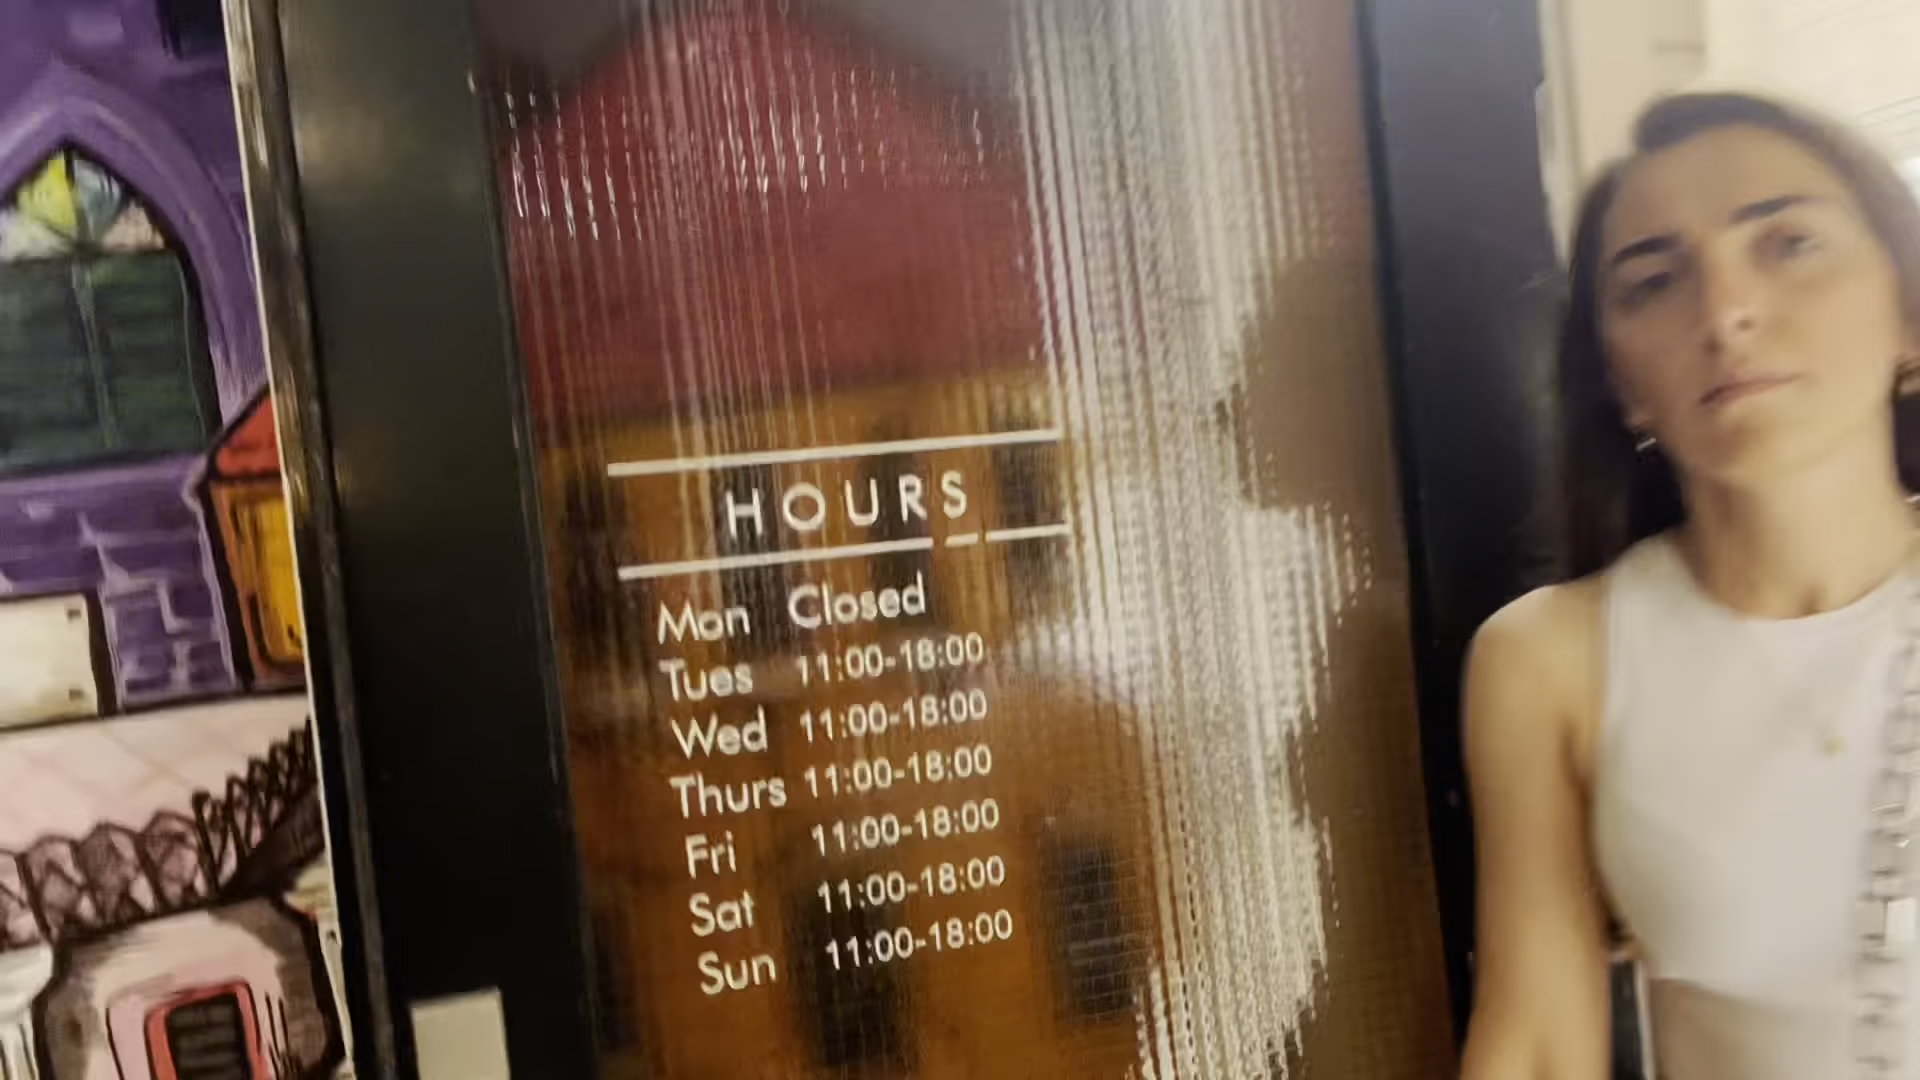 HOURS
Mon Closed
Tues 11:00-18:00
Wed 11:00-18:00
Thurs 11:00-18:00
Fri 11:00-18:00
Sat 11:00-18:00
Sun 11:00-18:00